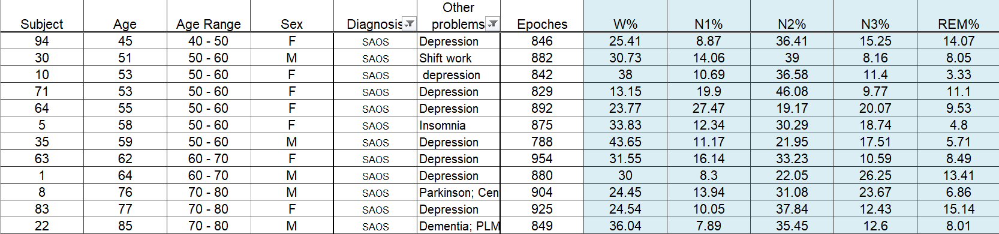 Subject Age Age Range Sex Diagnosis Other problems Epoches W% N1% N2% N3% REM%
94 45 40 - 50 F SAOS Depression 846 25.41 8.87 36.41 15.25 14.07
30 51 50 - 60 M SAOS Shift work 882 30.73 14.06 39 8.16 8.05
10 53 50 - 60 F SAOS depression 842 38 10.69 36.58 11.4 3.33
71 53 50 - 60 F SAOS Depression 829 13.15 19.9 46.08 9.77 11.1
64 55 50 - 60 F SAOS Depression 892 23.77 27.47 19.17 20.07 9.53
5 58 50 - 60 F SAOS Insomnia 875 33.83 12.34 30.29 18.74 4.8
35 59 50 - 60 M SAOS Depression 788 43.65 11.17 21.95 17.51 5.71
63 62 60 - 70 F SAOS Depression 954 31.55 16.14 33.23 10.59 8.49
1 64 60 - 70 M SAOS Depression 880 30 8.3 22.05 26.25 13.41
8 76 70 - 80 M SAOS Parkinson; Cen 904 24.45 13.94 31.08 23.67 6.86
83 77 70 - 80 F SAOS Depression 925 24.54 10.05 37.84 12.43 15.14
22 85 70 - 80 M SAOS Dementia; PLM 849 36.04 7.89 35.45 12.6 8.01